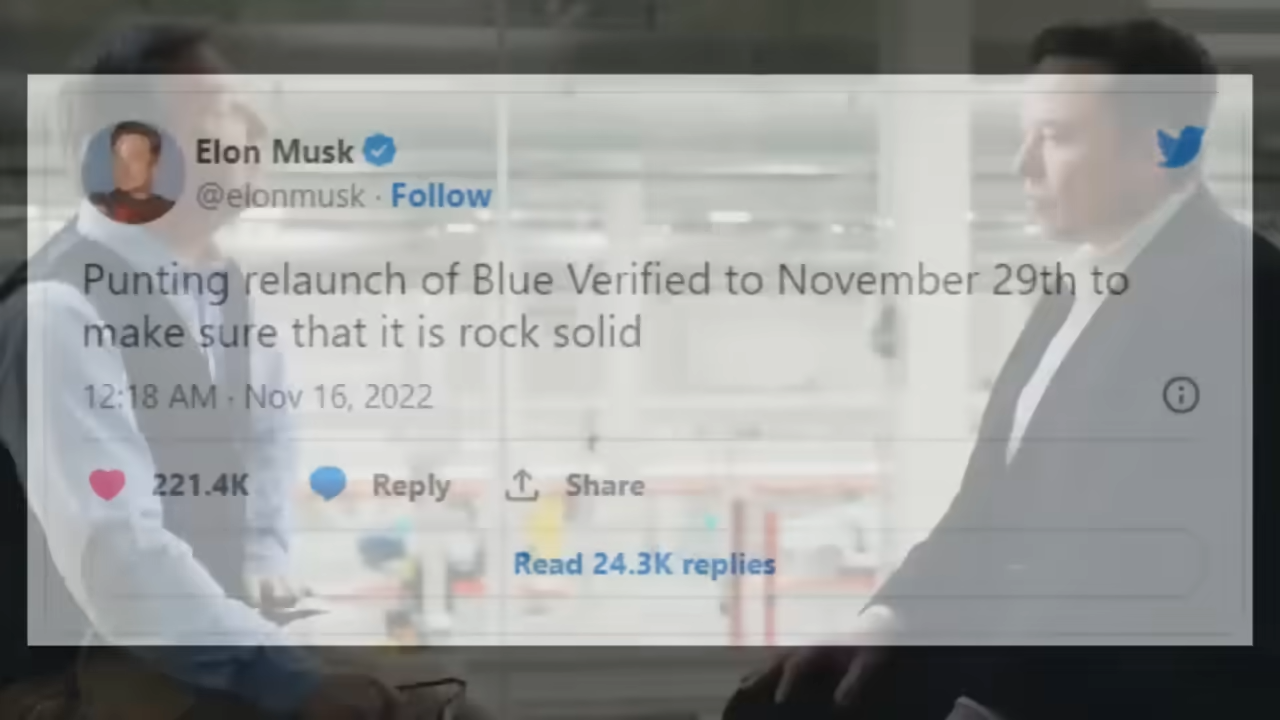 Elon Musk
@elonmusk · Follow
Punting relaunch of Blue Verified to November 29th to
make sure that it is rock solid
12:18 AM · Nov 16, 2022
221.4K Reply Share
Read 24.3K replies